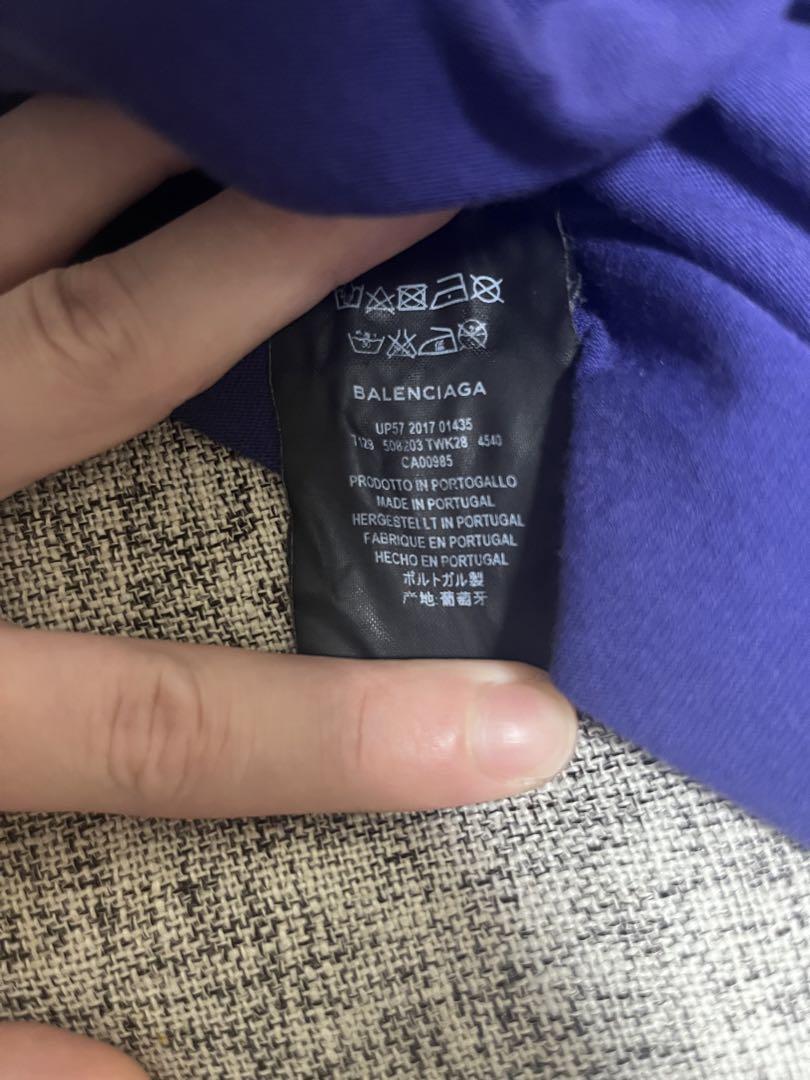 BALENCIAGA
UP57 2017 01435
7129 508203 TWK28 4540
CA00985
PRODOTTO IN PORTOGALLO
MADE IN PORTUGAL
HERGESTELLT IN PORTUGAL
FABRIQUE EN PORTUGAL
HECHO EN PORTUGAL
ポルトガル製
产地:葡萄牙